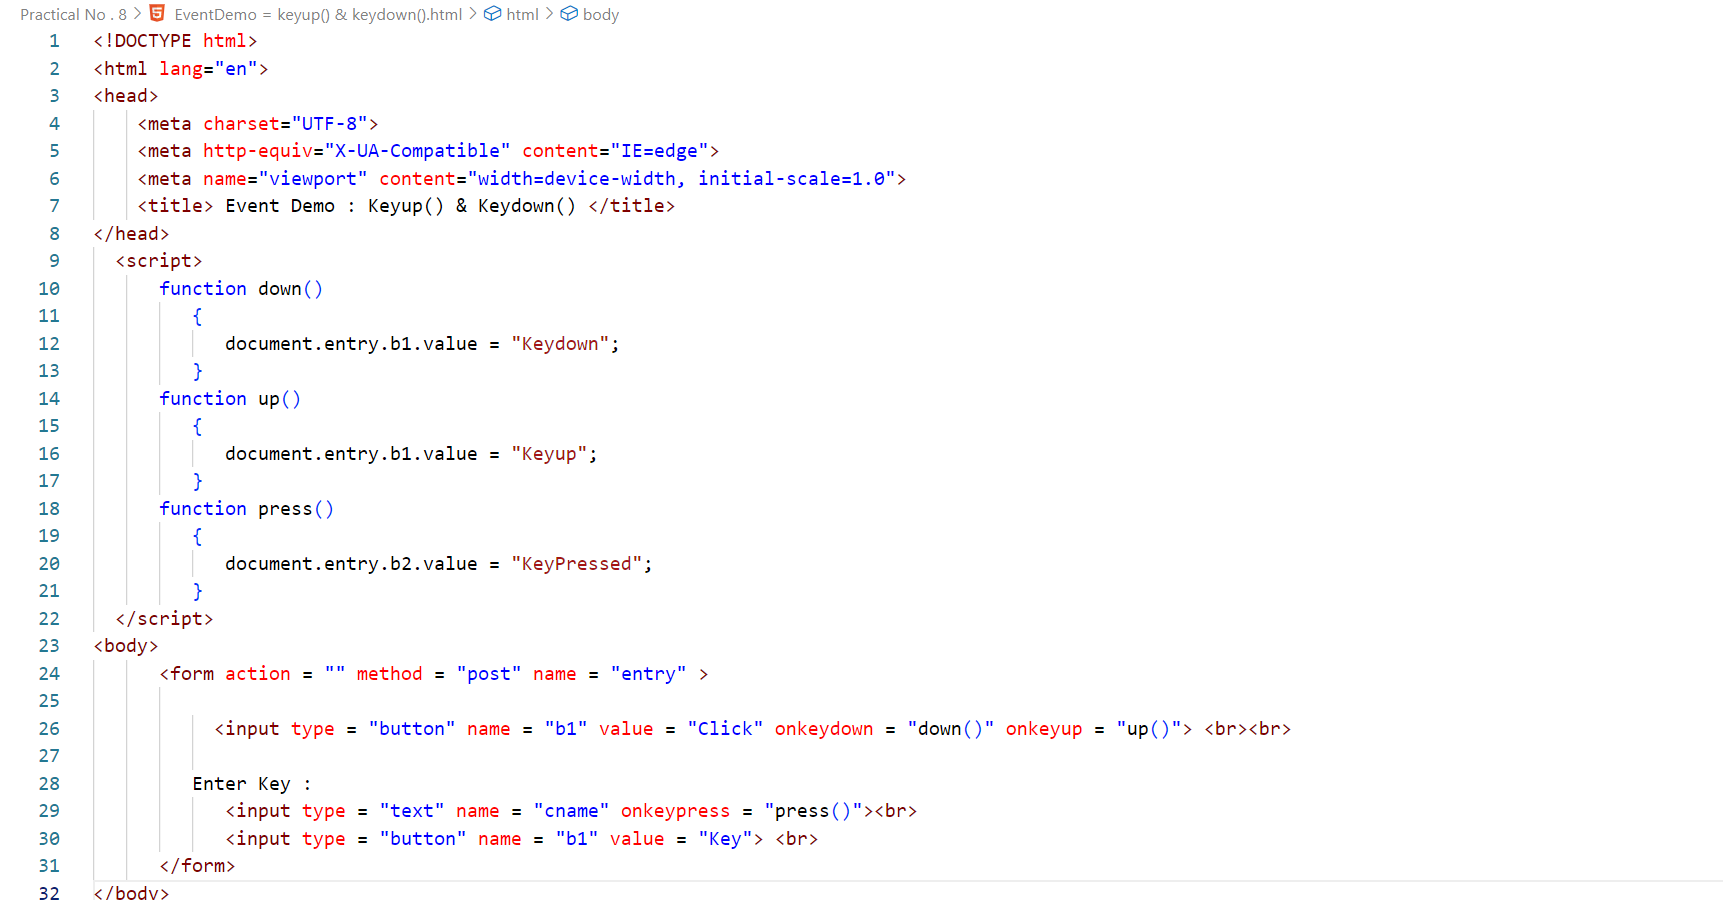 Practical No . 8 > EventDemo = keyup() & keydown().html > html > body
1 <!DOCTYPE html>
2 <html lang="en">
3 <head>
4     <meta charset="UTF-8">
5     <meta http-equiv="X-UA-Compatible" content="IE=edge">
6     <meta name="viewport" content="width=device-width, initial-scale=1.0">
7     <title> Event Demo : Keyup() & Keydown() </title>
8 </head>
9   <script>
10       function down()
11          {
12             document.entry.b1.value = "Keydown";
13          }
14       function up()
15          {
16             document.entry.b1.value = "Keyup";
17          }
18       function press()
19          {
20             document.entry.b2.value = "KeyPressed";
21          }
22   </script>
23 <body>
24       <form action = "" method = "post" name = "entry" >
25
26            <input type = "button" name = "b1" value = "Click" onkeydown = "down()" onkeyup = "up()"> <br><br>
27
28          Enter Key :
29             <input type = "text" name = "cname" onkeypress = "press()"><br>
30             <input type = "button" name = "b1" value = "Key"> <br>
31       </form>
32 </body>